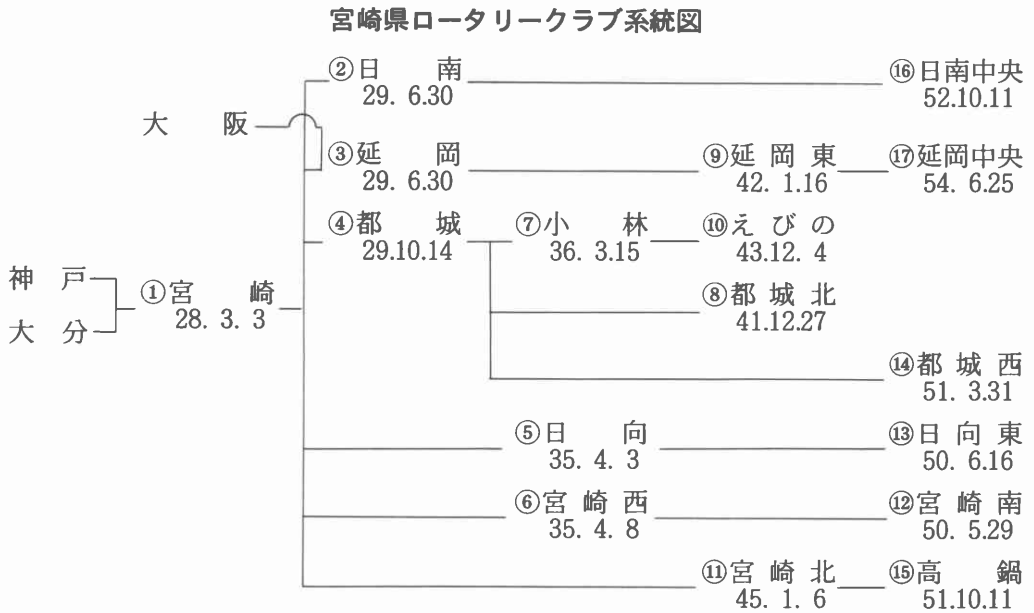 宮崎県ロータリークラブ系統図
②日南
29. 6.30
⑯日南中央
52.10.11
大阪
③延岡
29. 6.30
⑨延岡東
42. 1.16
⑰延岡中央
54. 6.25
④都城
29.10.14
⑦小林
36. 3.15
⑩えびの
43.12. 4
神戸
大分
①宮崎
28. 3. 3
⑧都城北
41.12.27
⑭都城西
51. 3.31
⑤日向
35. 4. 3
⑬日向東
50. 6.16
⑥宮崎西
35. 4. 8
⑫宮崎南
50. 5.29
⑪宮崎北
45. 1. 6
⑮高鍋
51.10.11